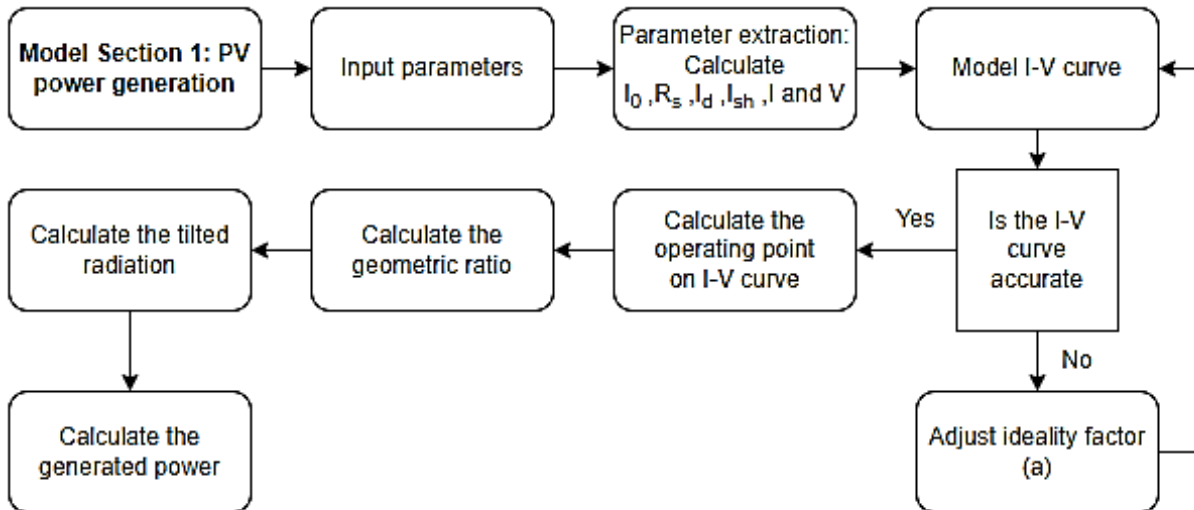 Model Section 1: PV
power generation
Input parameters
Parameter extraction:
Calculate
I₀ ,Rₛ ,I_d ,I_sh ,I and V
Model I-V curve
Is the I-V
curve
accurate
Yes
No
Calculate the
operating point
on I-V curve
Calculate the
geometric ratio
Calculate the tilted
radiation
Calculate the
generated power
Adjust ideality factor
(a)